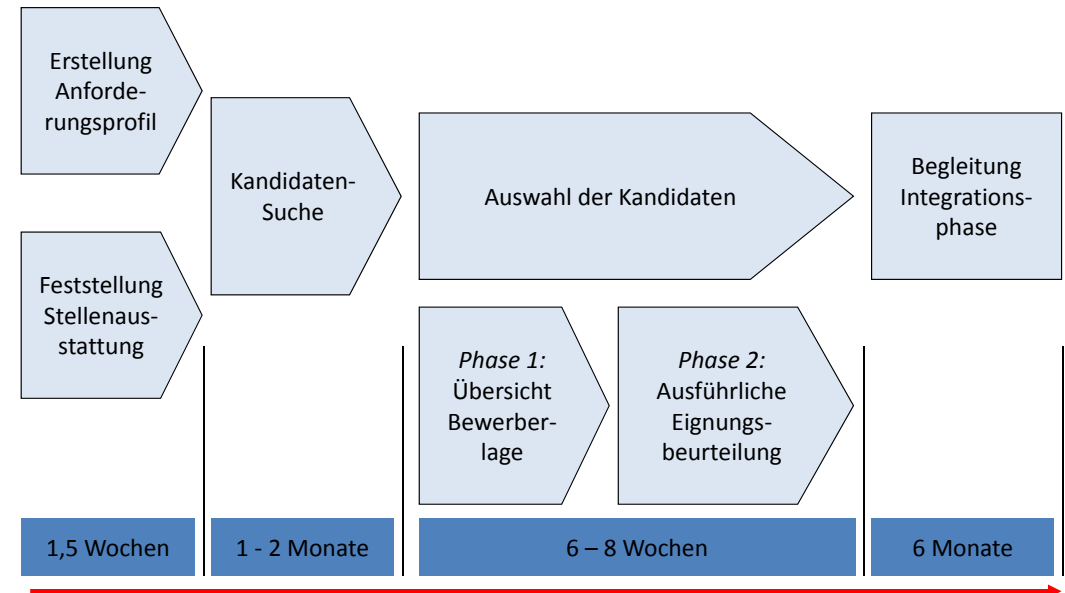 Erstellung
Anforde-
rungsprofil
Feststellung
Stellenaus-
stattung
Kandidaten-
Suche
Auswahl der Kandidaten
Phase 1:
Übersicht
Bewerber-
lage
Phase 2:
Ausführliche
Eignungs-
beurteilung
Begleitung
Integrations-
phase
1,5 Wochen
1 - 2 Monate
6 – 8 Wochen
6 Monate